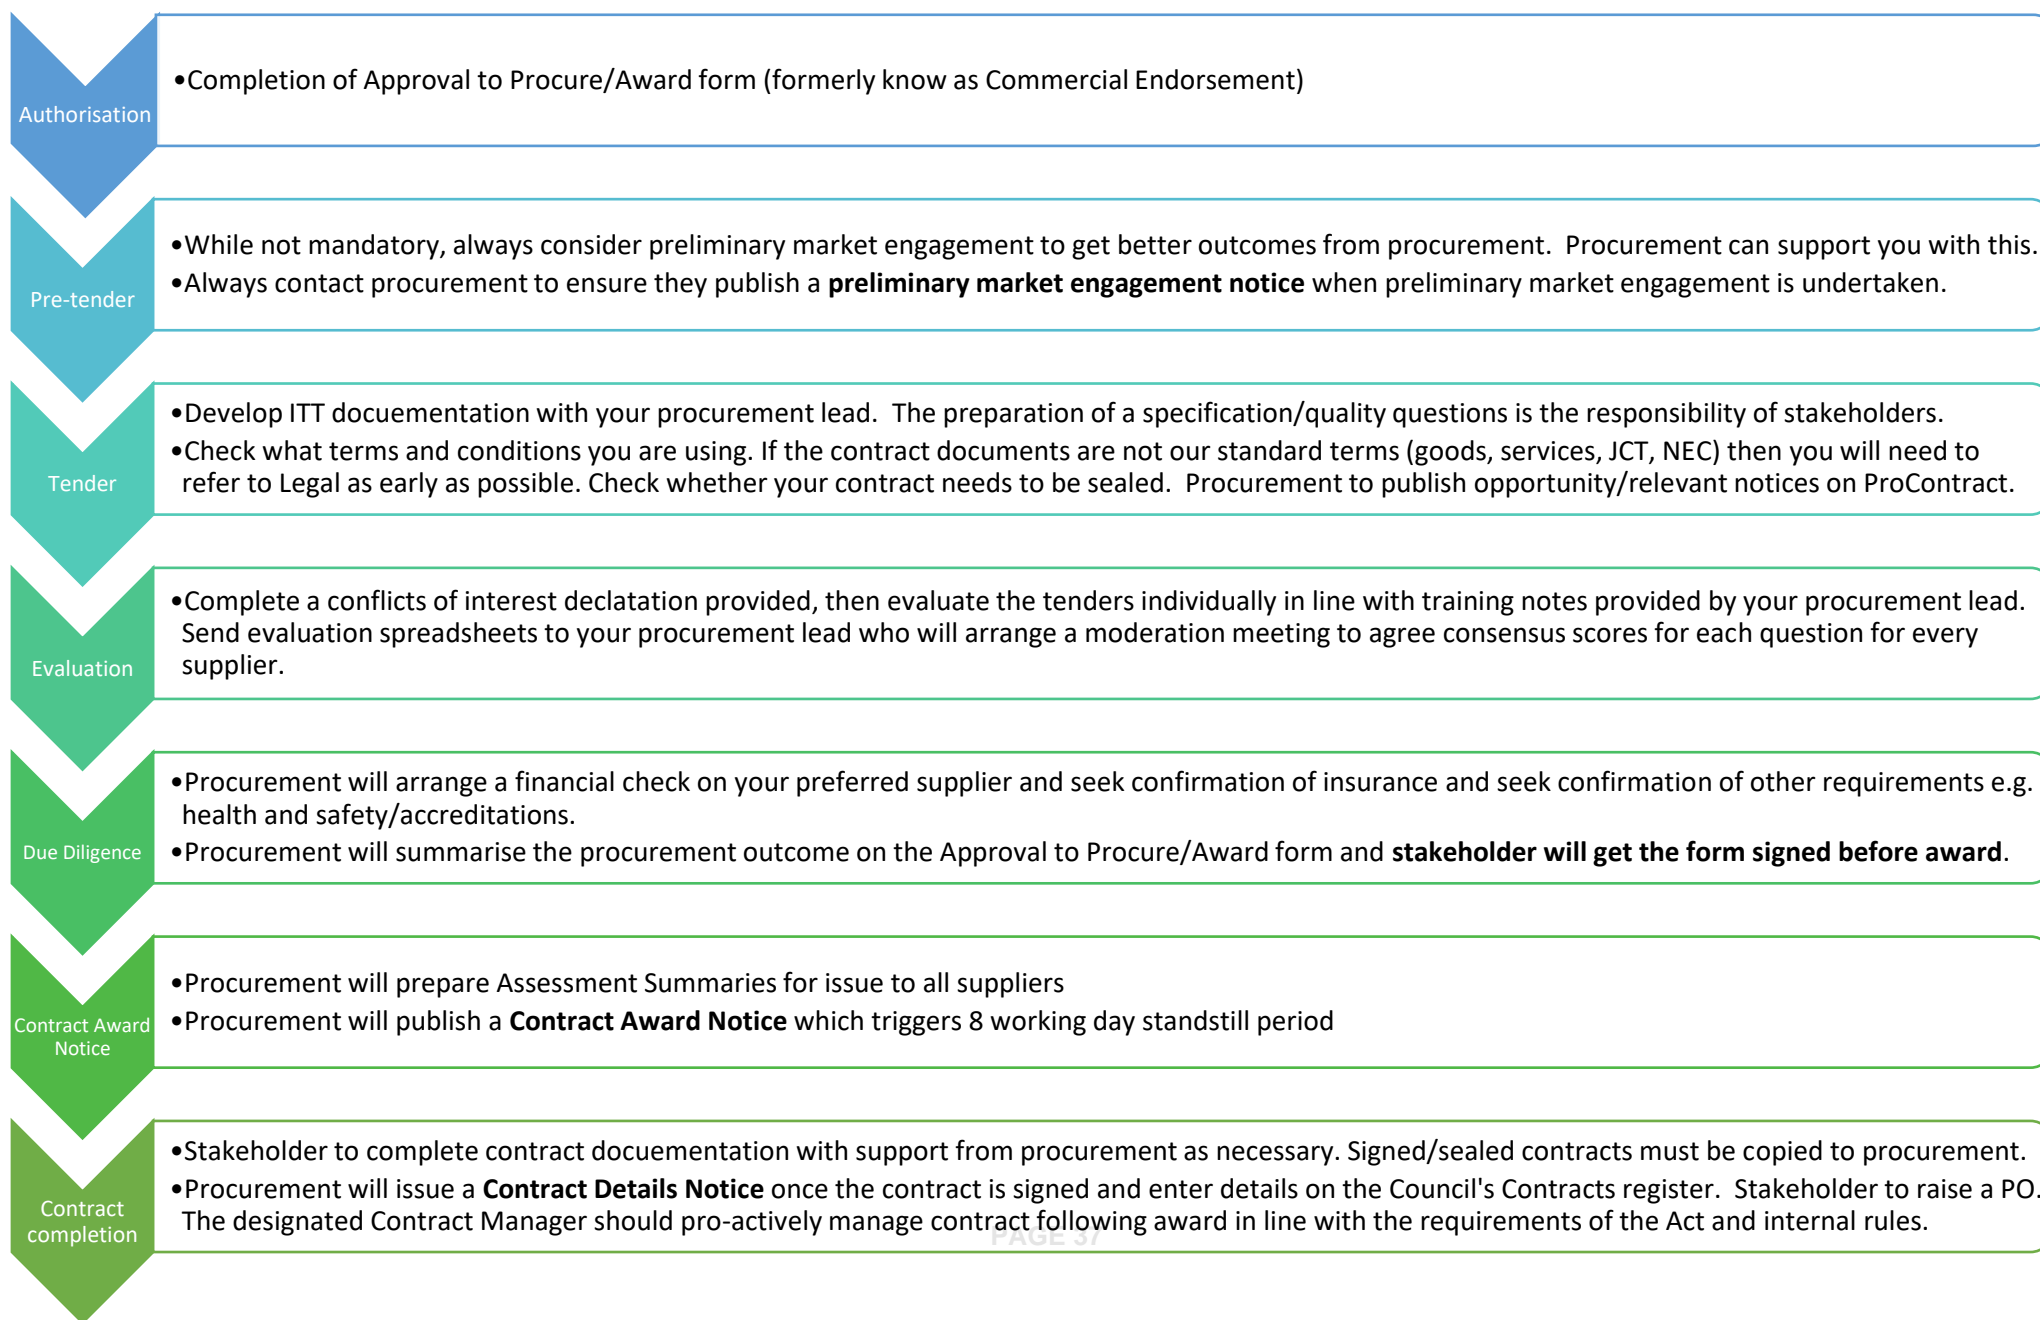 Authorisation
•Completion of Approval to Procure/Award form (formerly know as Commercial Endorsement)
Pre-tender
•While not mandatory, always consider preliminary market engagement to get better outcomes from procurement. Procurement can support you with this.
•Always contact procurement to ensure they publish a preliminary market engagement notice when preliminary market engagement is undertaken.
Tender
•Develop ITT docuementation with your procurement lead. The preparation of a specification/quality questions is the responsibility of stakeholders.
•Check what terms and conditions you are using. If the contract documents are not our standard terms (goods, services, JCT, NEC) then you will need to
refer to Legal as early as possible. Check whether your contract needs to be sealed. Procurement to publish opportunity/relevant notices on ProContract.
Evaluation
•Complete a conflicts of interest declatation provided, then evaluate the tenders individually in line with training notes provided by your procurement lead.
Send evaluation spreadsheets to your procurement lead who will arrange a moderation meeting to agree consensus scores for each question for every
supplier.
Due Diligence
•Procurement will arrange a financial check on your preferred supplier and seek confirmation of insurance and seek confirmation of other requirements e.g.
health and safety/accreditations.
•Procurement will summarise the procurement outcome on the Approval to Procure/Award form and stakeholder will get the form signed before award.
Contract Award
Notice
•Procurement will prepare Assessment Summaries for issue to all suppliers
•Procurement will publish a Contract Award Notice which triggers 8 working day standstill period
Contract
completion
•Stakeholder to complete contract docuementation with support from procurement as necessary. Signed/sealed contracts must be copied to procurement.
•Procurement will issue a Contract Details Notice once the contract is signed and enter details on the Council's Contracts register. Stakeholder to raise a PO.
The designated Contract Manager should pro-actively manage contract following award in line with the requirements of the Act and internal rules.
PAGE 37